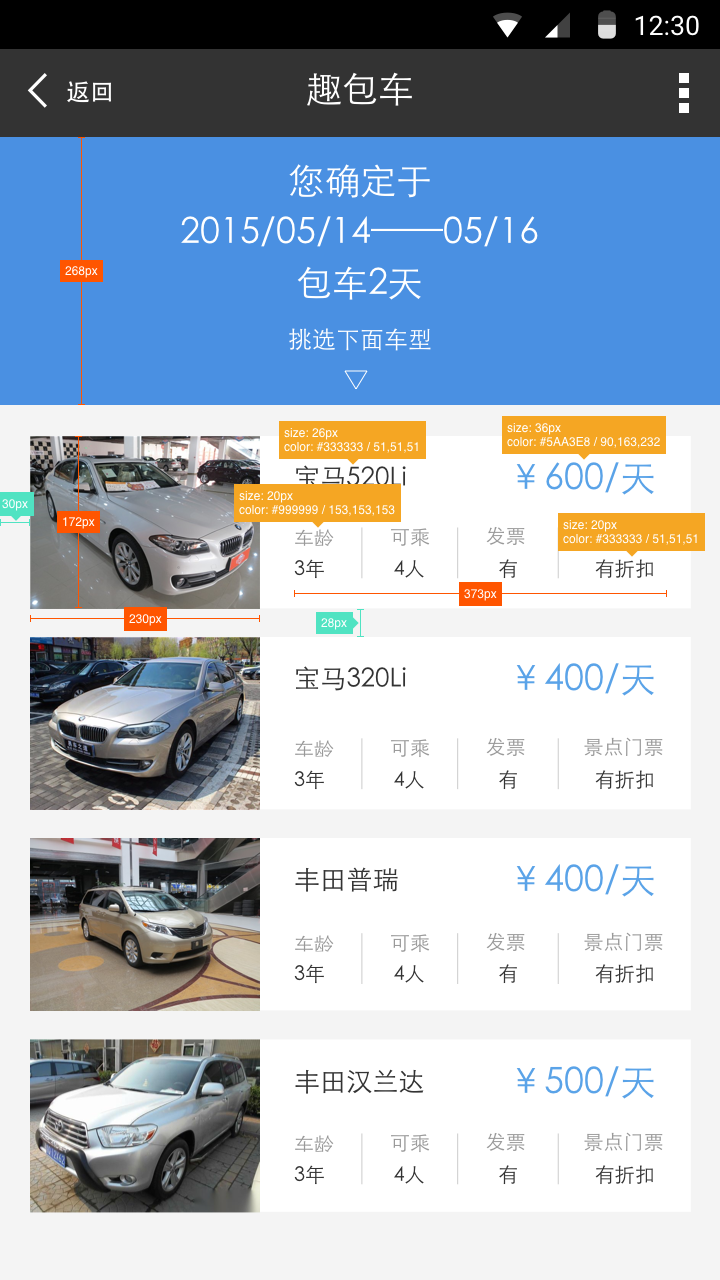 12:30
返回
趣包车
您确定于
2015/05/14——05/16
包车2天
挑选下面车型
268px
size: 26px
color: #333333 / 51,51,51
size: 36px
color: #5AA3E8 / 90,163,232
宝马520Li
¥600/天
size: 20px
color: #999999 / 153,153,153
30px
172px
size: 20px
color: #333333 / 51,51,51
车龄 可乘 发票
3年 4人 有 有折扣
373px
230px
28px
宝马320Li
¥400/天
车龄 可乘 发票 景点门票
3年 4人 有 有折扣
丰田普瑞
¥400/天
车龄 可乘 发票 景点门票
3年 4人 有 有折扣
丰田汉兰达
¥500/天
车龄 可乘 发票 景点门票
3年 4人 有 有折扣